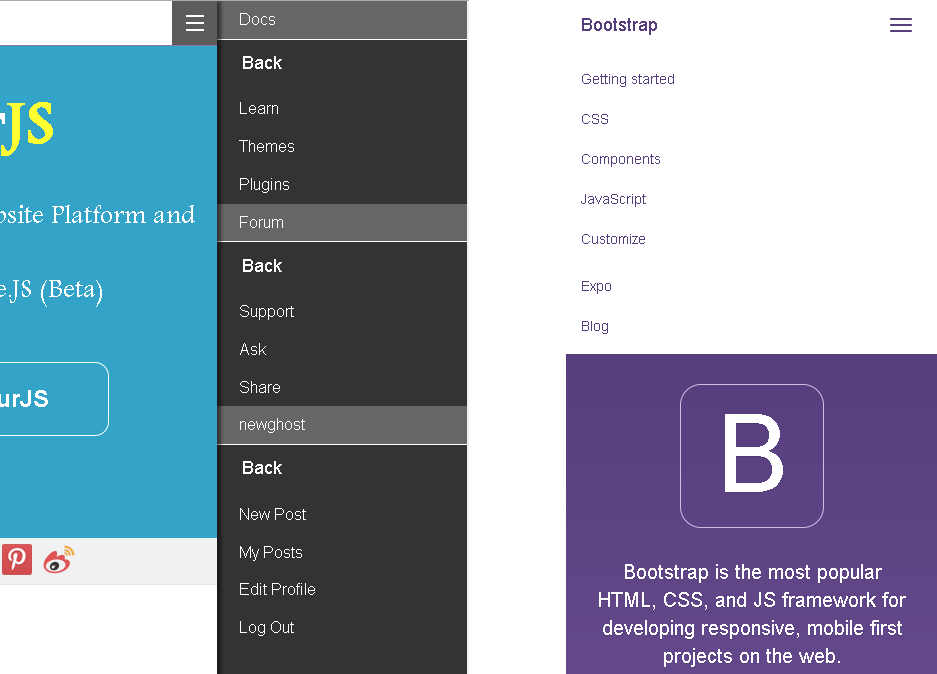 JS
site Platform and
e.JS (Beta)
urJS
Docs
Back
Learn
Themes
Plugins
Forum
Back
Support
Ask
Share
newghost
Back
New Post
My Posts
Edit Profile
Log Out
Bootstrap
Getting started
CSS
Components
JavaScript
Customize
Expo
Blog
B
Bootstrap is the most popular
HTML, CSS, and JS framework for
developing responsive, mobile first
projects on the web.